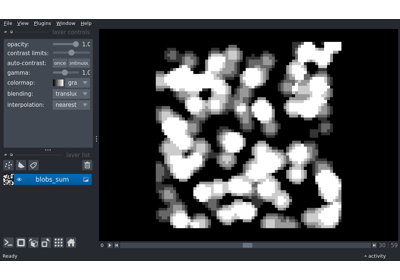 File View Plugins Window Help
layer controls
opacity: 1.(
contrast limits:
auto-contrast: once continuous
gamma: 1.(
colormap: gra
blending: translu
interpolation: nearest
layer list
blobs_sum
0 30 59
Ready activity